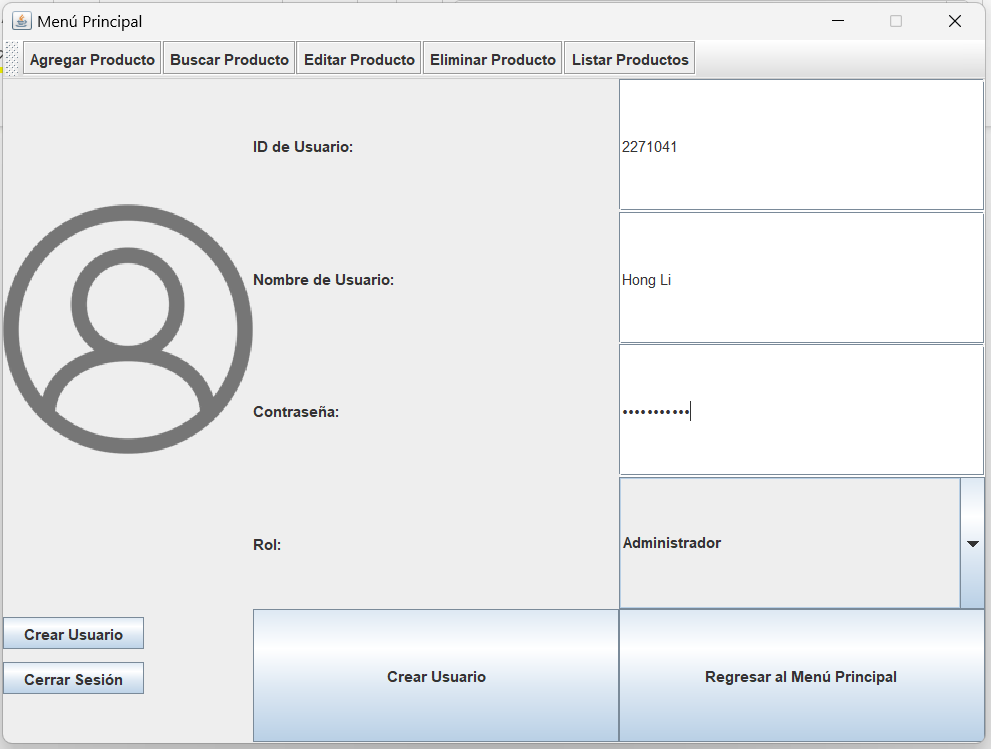 Menú Principal
Agregar Producto Buscar Producto Editar Producto Eliminar Producto Listar Productos
ID de Usuario: 2271041
Nombre de Usuario: Hong Li
Contraseña: •••••••••••
Rol: Administrador
Crear Usuario
Cerrar Sesión
Crear Usuario Regresar al Menú Principal